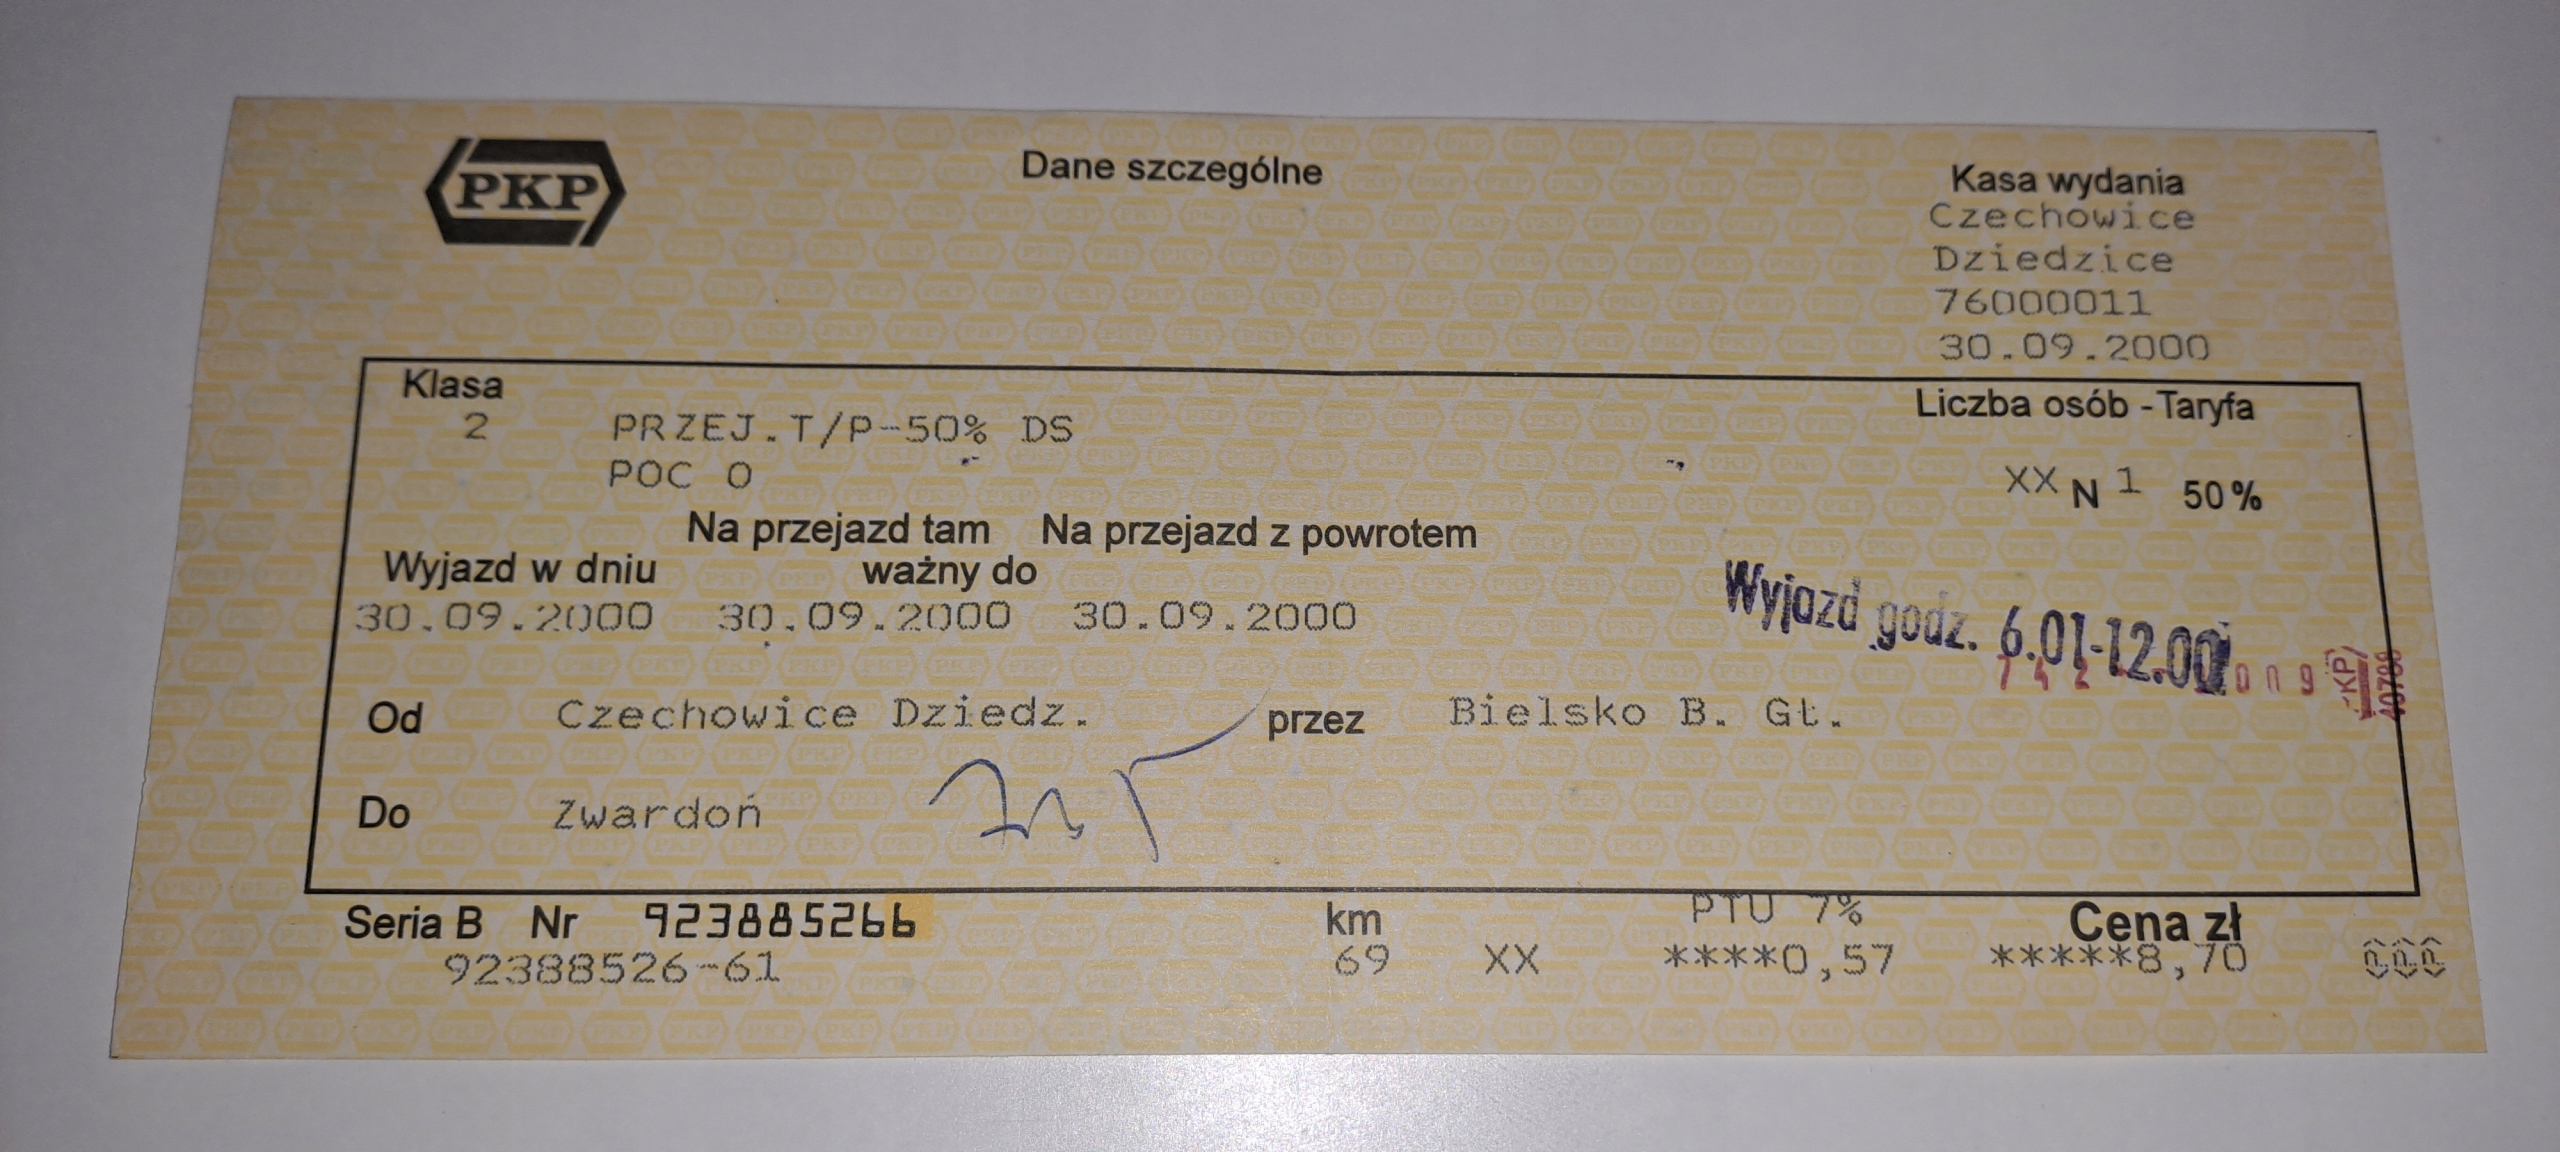 PKP
Dane szczególne
Kasa wydania
Czechowice
Dziedzice
76000011
30.09.2000
Klasa
2 PRZEJ.T/P-50% DS
POC O
Liczba osób - Taryfa
XX N 1 50%
Na przejazd tam Na przejazd z powrotem
Wyjazd w dniu ważny do
30.09.2000 30.09.2000 30.09.2000
Wyjazd godz. 6.01-12.00
Od Czechowice Dziedz. przez Bielsko B. Gł.
Do Zwardoń
Seria B Nr 923885266
92388526-61
km
69 XX
PTU 7%
****0,57
Cena zł
*****8,70